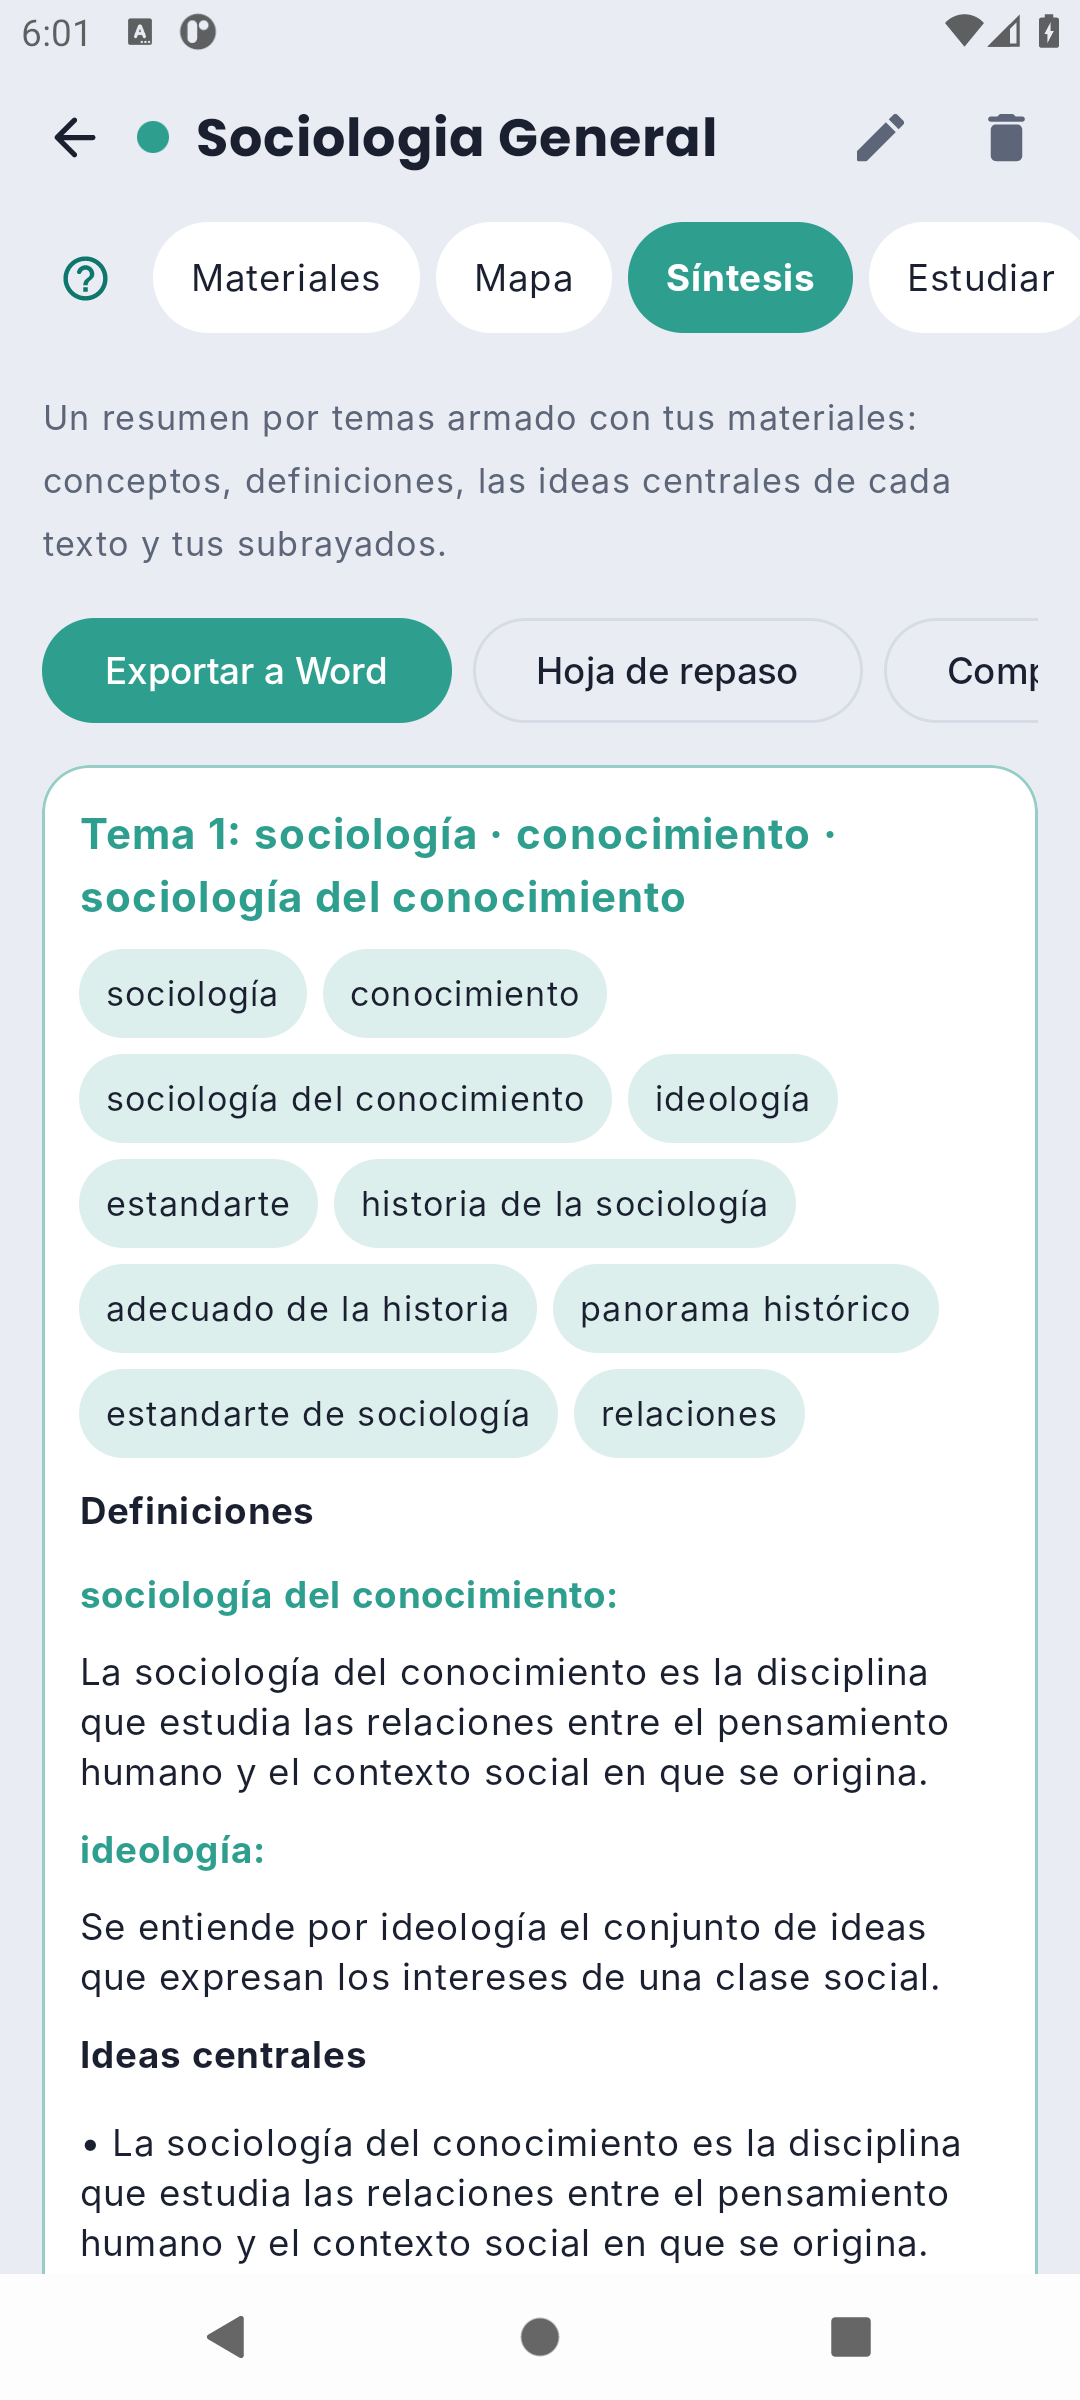 6:01
Sociologia General
Materiales
Mapa
Síntesis
Estudiar
Un resumen por temas armado con tus materiales:
conceptos, definiciones, las ideas centrales de cada
texto y tus subrayados.
Exportar a Word
Hoja de repaso
Tema 1: sociología · conocimiento ·
sociología del conocimiento
sociología
conocimiento
sociología del conocimiento
ideología
estandarte
historia de la sociología
adecuado de la historia
panorama histórico
estandarte de sociología
relaciones
Definiciones
sociología del conocimiento:
La sociología del conocimiento es la disciplina
que estudia las relaciones entre el pensamiento
humano y el contexto social en que se origina.
ideología:
Se entiende por ideología el conjunto de ideas
que expresan los intereses de una clase social.
Ideas centrales
• La sociología del conocimiento es la disciplina
que estudia las relaciones entre el pensamiento
humano y el contexto social en que se origina.